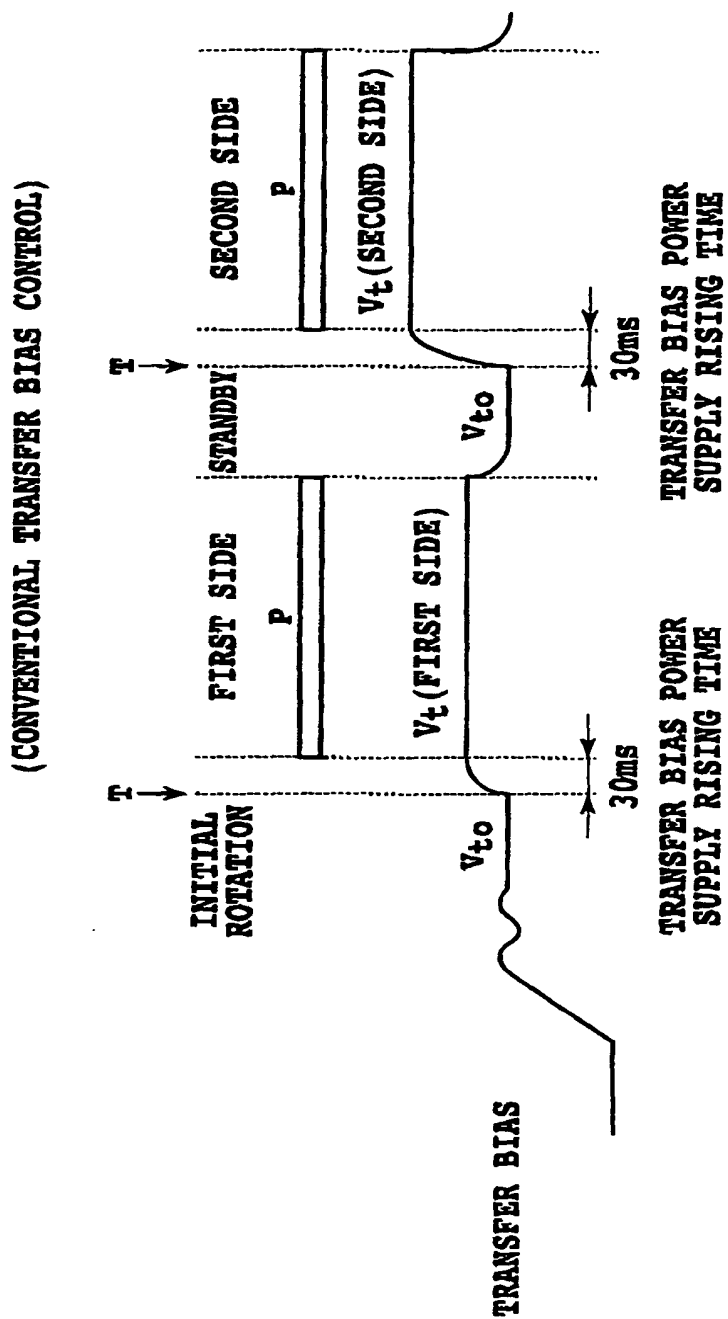 (CONVENTIONAL TRANSFER BIAS CONTROL)
T
T
INITIAL
ROTATION
FIRST SIDE
STANDBY
SECOND SIDE
P
P
Vto
Vt(FIRST SIDE)
Vto
Vt(SECOND SIDE)
TRANSFER BIAS
30ms
30ms
TRANSFER BIAS POWER
SUPPLY RISING TIME
TRANSFER BIAS POWER
SUPPLY RISING TIME